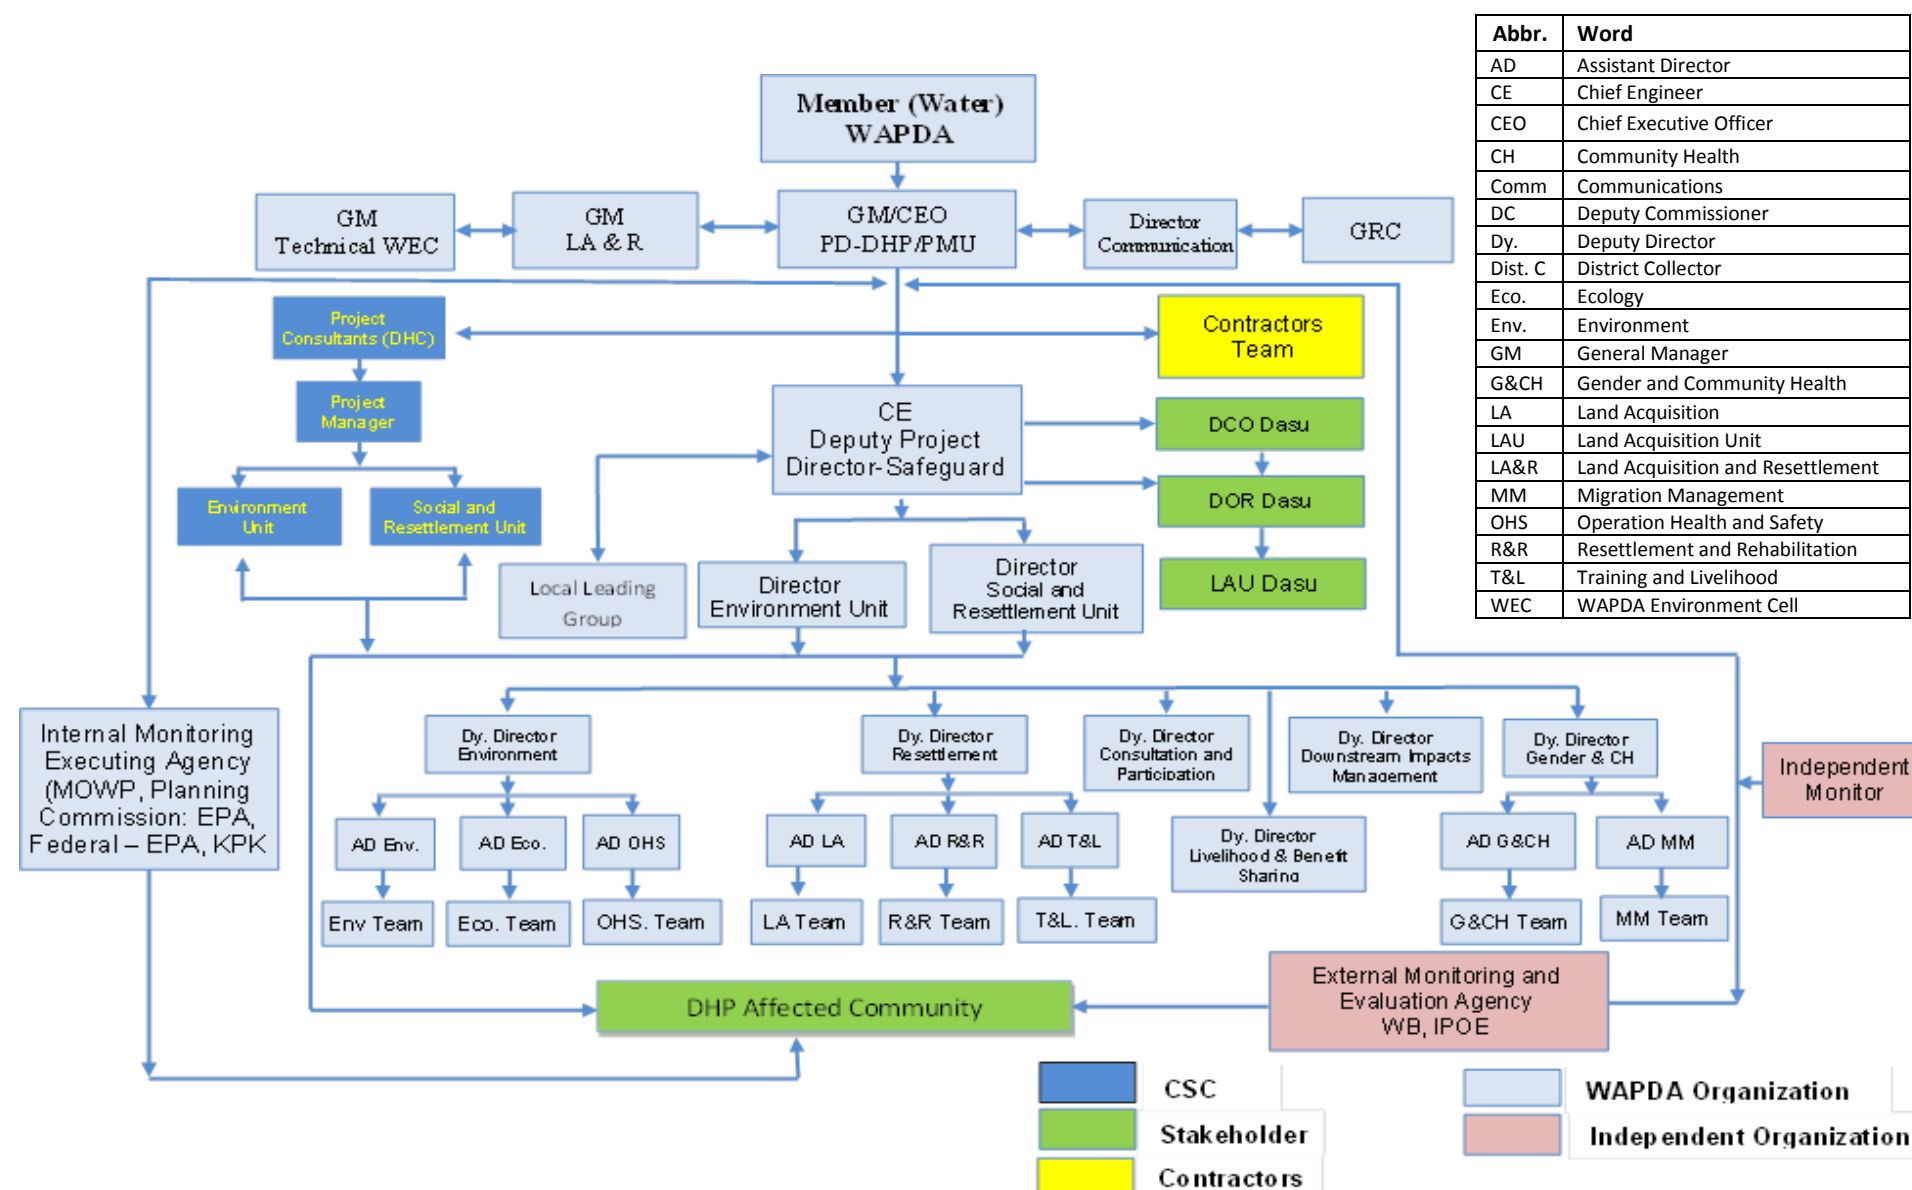 Abbr. Word
AD Assistant Director
CE Chief Engineer
CEO Chief Executive Officer
CH Community Health
Comm Communications
DC Deputy Commissioner
Dy. Deputy Director
Dist. C District Collector
Eco. Ecology
Env. Environment
GM General Manager
G&CH Gender and Community Health
LA Land Acquisition
LAU Land Acquisition Unit
LA&R Land Acquisition and Resettlement
MM Migration Management
OHS Operation Health and Safety
R&R Resettlement and Rehabilitation
T&L Training and Livelihood
WEC WAPDA Environment Cell
Member (Water)
WAPDA
GM
Technical WEC
GM
LA & R
GM/CEO
PD-DHP/PMU
Director
Communication
GRC
Project
Consultants (DHC)
Contractors
Team
Project
Manager
CE
Deputy Project
Director-Safeguard
DCO Dasu
DOR Dasu
LAU Dasu
Environment
Unit
Social and
Resettlement Unit
Local Leading
Group
Director
Environment Unit
Director
Social and
Resettlement Unit
Internal Monitoring
Executing Agency
(MOWP, Planning
Commission: EPA,
Federal – EPA, KPK
Dy. Director
Environment
Dy. Director
Resettlement
Dy. Director
Consultation and
Participation
Dy. Director
Downstream Impacts
Management
Dy. Director
Gender & CH
Independent
Monitor
AD Env.
AD Eco.
AD OHS
AD LA
AD R&R
AD T&L
Dy. Director
Livelihood & Benefit
Sharing
AD G&CH
AD MM
Env Team
Eco. Team
OHS. Team
LA Team
R&R Team
T&L. Team
G&CH Team
MM Team
DHP Affected Community
External Monitoring and
Evaluation Agency
WB, IPOE
CSC
Stakeholder
Contractors
WAPDA Organization
Independent Organization